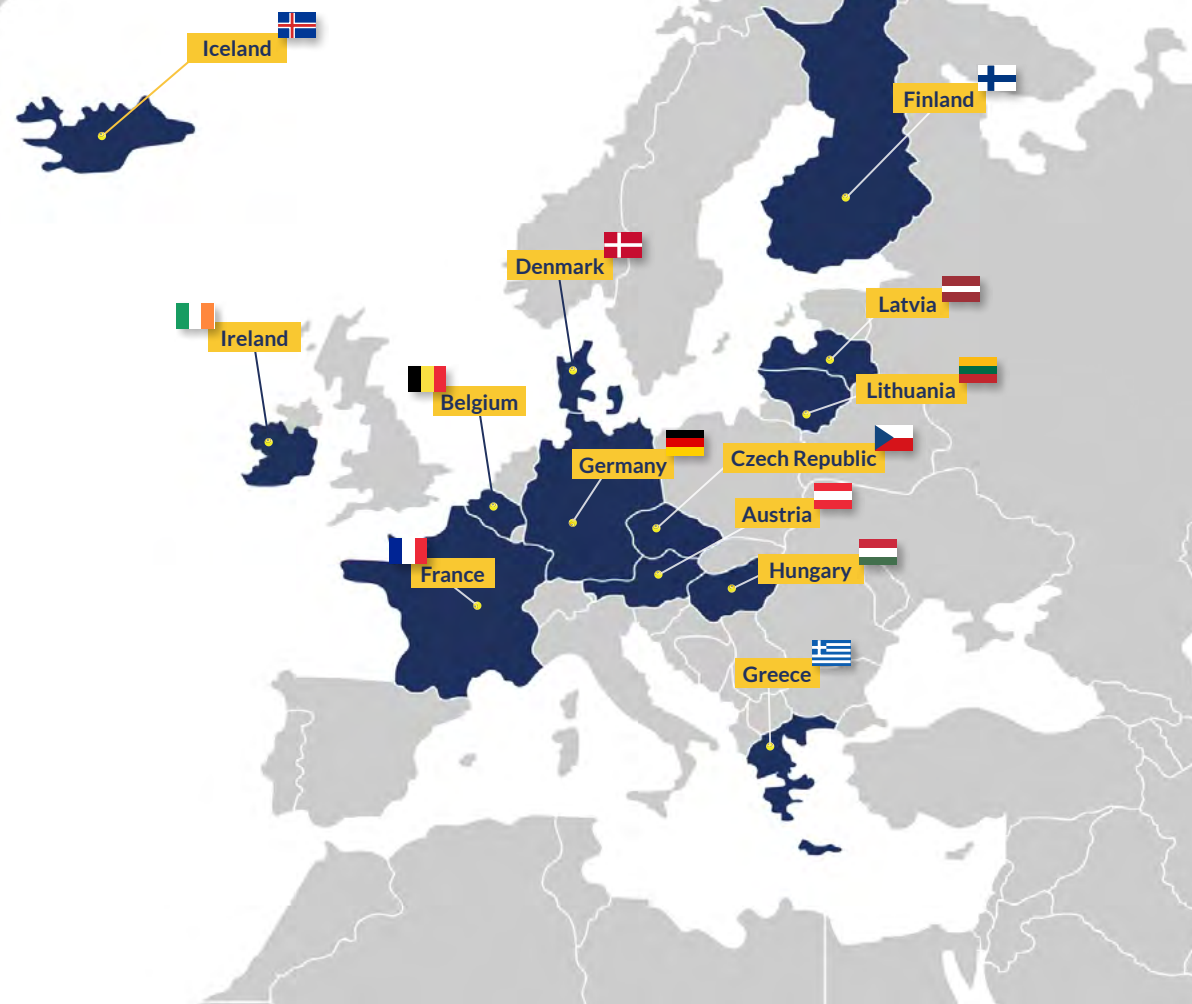 Iceland
Finland
Denmark
Latvia
Ireland
Lithuania
Belgium
Germany
Czech Republic
Austria
France
Hungary
Greece